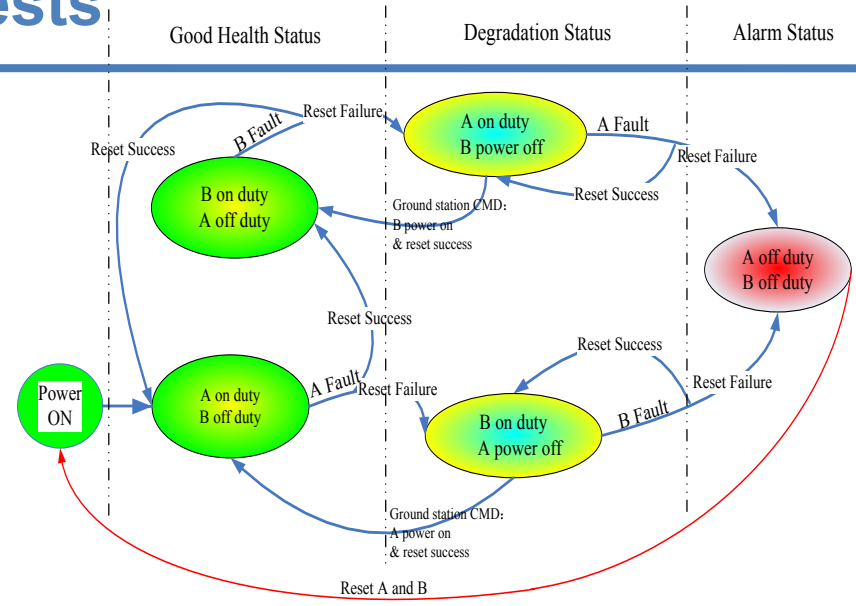 ests
Good Health Status
Degradation Status
Alarm Status
Reset Success
B Fault
Reset Failure
A on duty
B power off
A Fault
Reset Failure
Reset Success
B on duty
A off duty
Ground station CMD:
B power on
& reset success
A off duty
B off duty
Reset Success
Reset Success
Power
ON
A on duty
B off duty
A Fault
Reset Failure
B on duty
A power off
B Fault
Reset Failure
Ground station CMD:
A power on
& reset success
Reset A and B